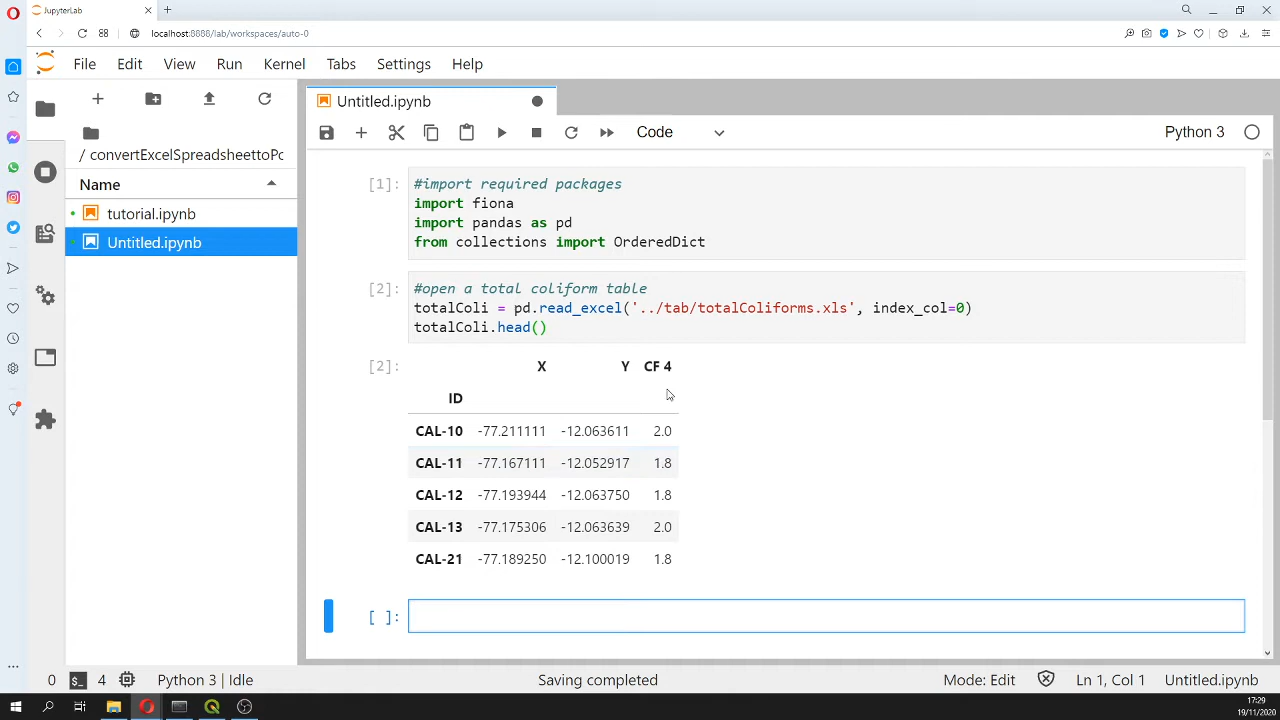 JupyterLab
localhost:8888/lab/workspaces/auto-0
File Edit View Run Kernel Tabs Settings Help
Untitled.ipynb
Code
Python 3
/ convertExcelSpreadsheettoPc
Name
tutorial.ipynb
Untitled.ipynb
[1]:
#import required packages
import fiona
import pandas as pd
from collections import OrderedDict
[2]:
#open a total coliform table
totalColi = pd.read_excel('../tab/totalColiforms.xls', index_col=0)
totalColi.head()
[2]:
X Y CF 4
ID
CAL-10 -77.211111 -12.063611 2.0
CAL-11 -77.167111 -12.052917 1.8
CAL-12 -77.193944 -12.063750 1.8
CAL-13 -77.175306 -12.063639 2.0
CAL-21 -77.189250 -12.100019 1.8
[ ]:
0 $_ 4 Python 3 | Idle Saving completed Mode: Edit Ln 1, Col 1 Untitled.ipynb
17:29
19/11/2020